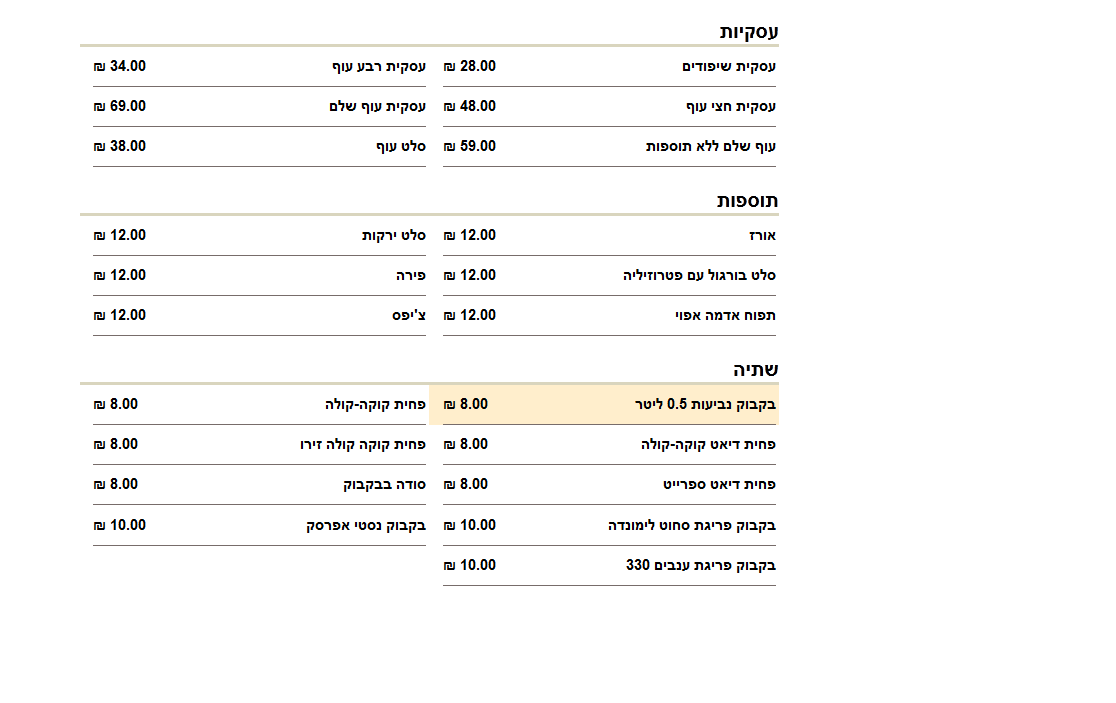 עסקיות
עסקית שיפודים 28.00 ₪
עסקית רבע עוף 34.00 ₪
עסקית חצי עוף 48.00 ₪
עסקית עוף שלם 69.00 ₪
עוף שלם ללא תוספות 59.00 ₪
סלט עוף 38.00 ₪
תוספות
אורז 12.00 ₪
סלט ירקות 12.00 ₪
סלט בורגול עם פטרוזיליה 12.00 ₪
פירה 12.00 ₪
תפוח אדמה אפוי 12.00 ₪
צ'יפס 12.00 ₪
שתיה
בקבוק נביעות 0.5 ליטר 8.00 ₪
פחית קוקה-קולה 8.00 ₪
פחית דיאט קוקה-קולה 8.00 ₪
פחית קוקה קולה זירו 8.00 ₪
פחית דיאט ספרייט 8.00 ₪
סודה בבקבוק 8.00 ₪
בקבוק פריגת סחוט לימונדה 10.00 ₪
בקבוק נסטי אפרסק 10.00 ₪
בקבוק פריגת ענבים 330 10.00 ₪